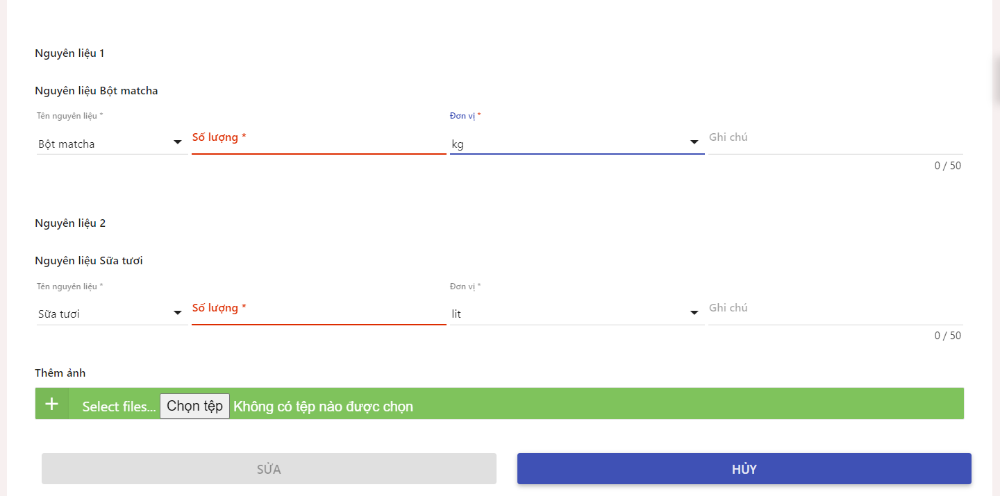 Nguyên liệu 1
Nguyên liệu Bột matcha
Tên nguyên liệu * Đơn vị *
Bột matcha Số lượng * kg Ghi chú
0 / 50
Nguyên liệu 2
Nguyên liệu Sữa tươi
Tên nguyên liệu * Đơn vị *
Sữa tươi Số lượng * lit Ghi chú
0 / 50
Thêm ảnh
+ Select files... Chọn tệp Không có tệp nào được chọn
SỬA HỦY